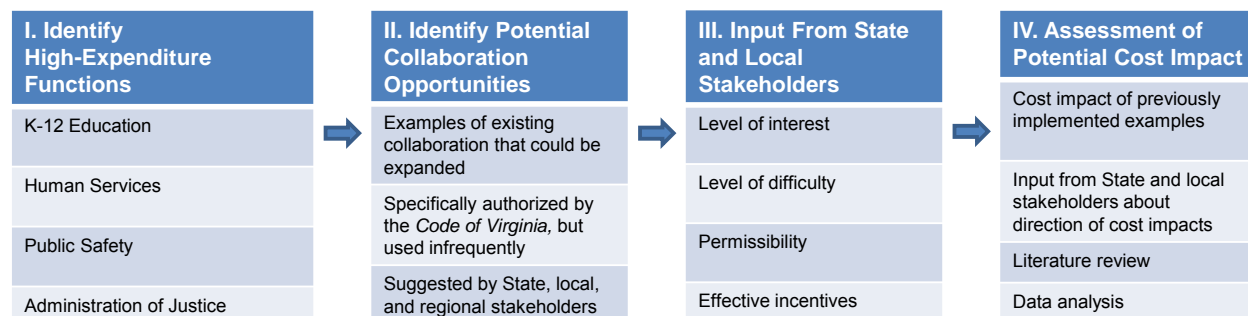 I. Identify
High-Expenditure
Functions
K-12 Education
Human Services
Public Safety
Administration of Justice
II. Identify Potential
Collaboration
Opportunities
Examples of existing
collaboration that could be
expanded
Specifically authorized by
the Code of Virginia, but
used infrequently
Suggested by State, local,
and regional stakeholders
III. Input From State
and Local
Stakeholders
Level of interest
Level of difficulty
Permissibility
Effective incentives
IV. Assessment of
Potential Cost Impact
Cost impact of previously
implemented examples
Input from State and local
stakeholders about
direction of cost impacts
Literature review
Data analysis